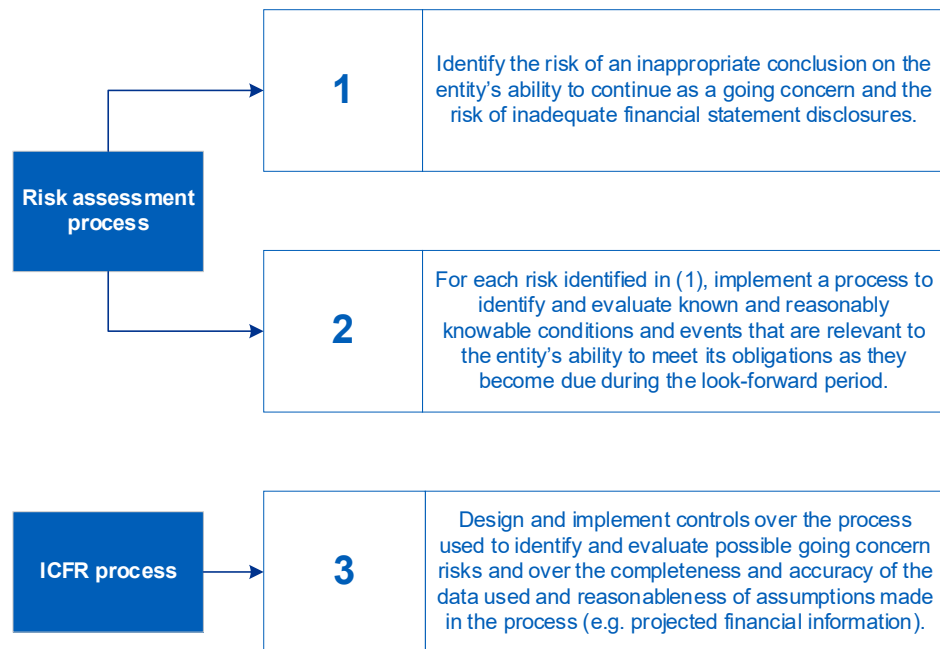 1
Identify the risk of an inappropriate conclusion on the
entity’s ability to continue as a going concern and the
risk of inadequate financial statement disclosures.
Risk assessment
process
2
For each risk identified in (1), implement a process to
identify and evaluate known and reasonably
knowable conditions and events that are relevant to
the entity’s ability to meet its obligations as they
become due during the look-forward period.
ICFR process
3
Design and implement controls over the process
used to identify and evaluate possible going concern
risks and over the completeness and accuracy of the
data used and reasonableness of assumptions made
in the process (e.g. projected financial information).